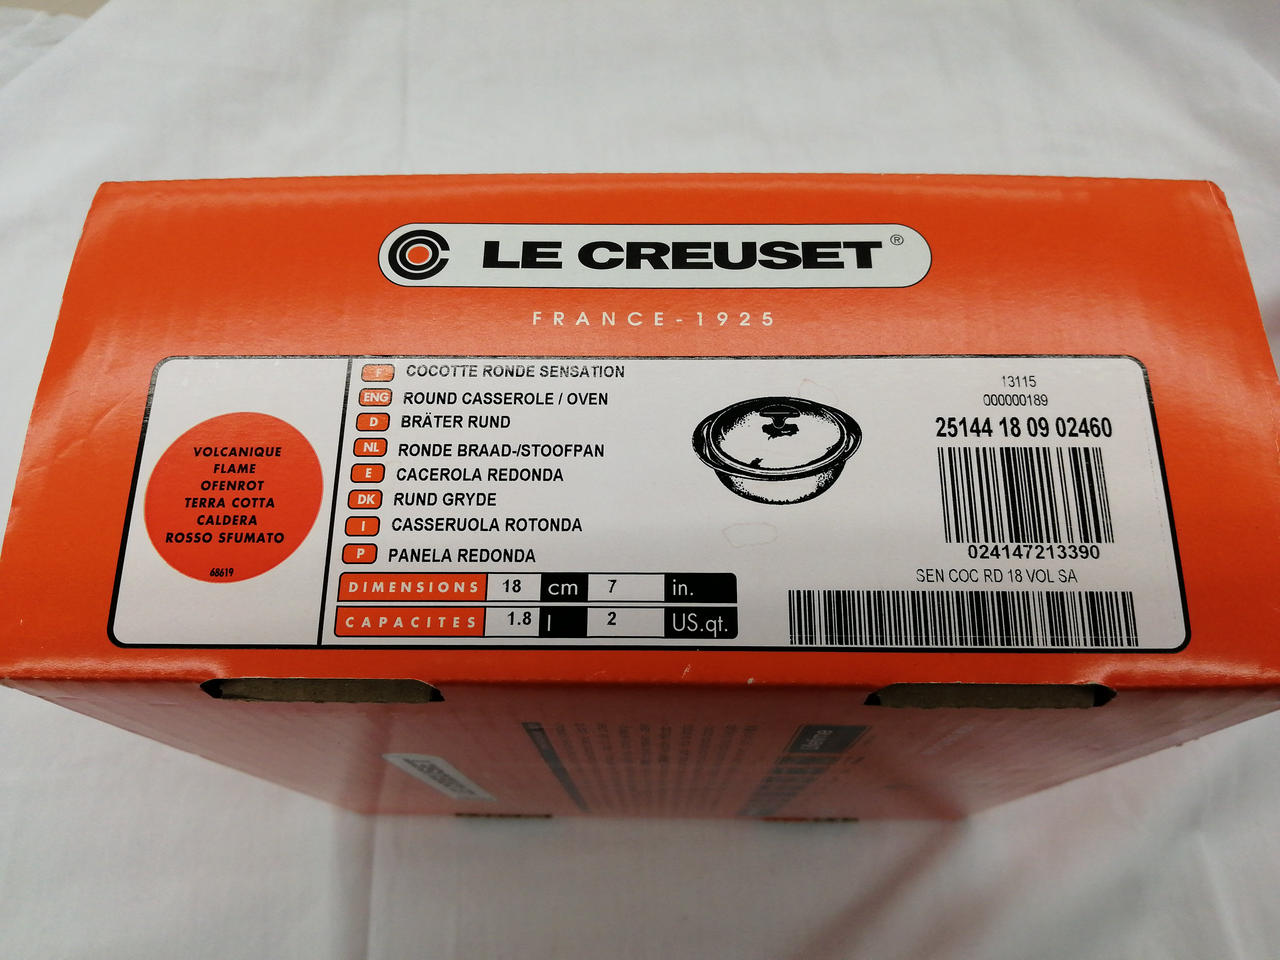 LE CREUSET ®
FRANCE-1925
VOLCANIQUE
FLAME
OFENROT
TERRA COTTA
CALDERA
ROSSO SFUMATO
68619
F COCOTTE RONDE SENSATION
ENG ROUND CASSEROLE / OVEN
D BRÄTER RUND
NL RONDE BRAAD-/STOOFPAN
E CACEROLA REDONDA
DK RUND GRYDE
I CASSERUOLA ROTONDA
P PANELA REDONDA
DIMENSIONS 18 cm 7 in.
CAPACITES 1.8 l 2 US.qt.
13115
000000189
25144 18 09 02460
024147213390
SEN COC RD 18 VOL SA
LE CREUSET